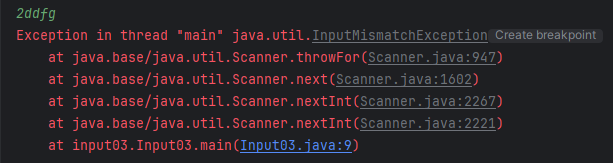 2ddfg
Exception in thread "main" java.util.InputMismatchException Create breakpoint
at java.base/java.util.Scanner.throwFor(Scanner.java:947)
at java.base/java.util.Scanner.next(Scanner.java:1602)
at java.base/java.util.Scanner.nextInt(Scanner.java:2267)
at java.base/java.util.Scanner.nextInt(Scanner.java:2221)
at input03.Input03.main(Input03.java:9)